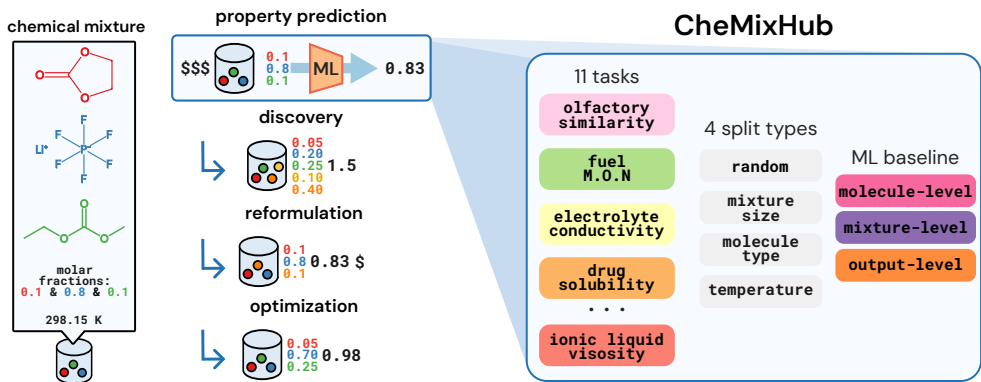 chemical mixture
O
O
O
F
F
F
Li+
P-
F
F
F
O
O
O
molar
fractions:
0.1 & 0.8 & 0.1
298.15 K
property prediction
$$$
0.1
0.8
0.1
ML
0.83
discovery
0.05
0.20
0.25
0.10
0.40
1.5
reformulation
0.1
0.8
0.1
0.83 $
optimization
0.05
0.70
0.25
0.98
CheMixHub
11 tasks
olfactory
similarity
fuel
M.O.N
electrolyte
conductivity
drug
solubility
. . .
ionic liquid
visosity
4 split types
random
mixture
size
molecule
type
temperature
ML baseline
molecule-level
mixture-level
output-level